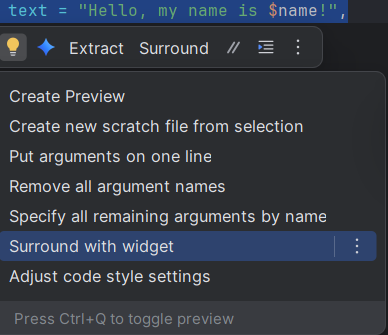 text = "Hello, my name is $name!",
Extract Surround //
Create Preview
Create new scratch file from selection
Put arguments on one line
Remove all argument names
Specify all remaining arguments by name
Surround with widget
Adjust code style settings
Press Ctrl+Q to toggle preview